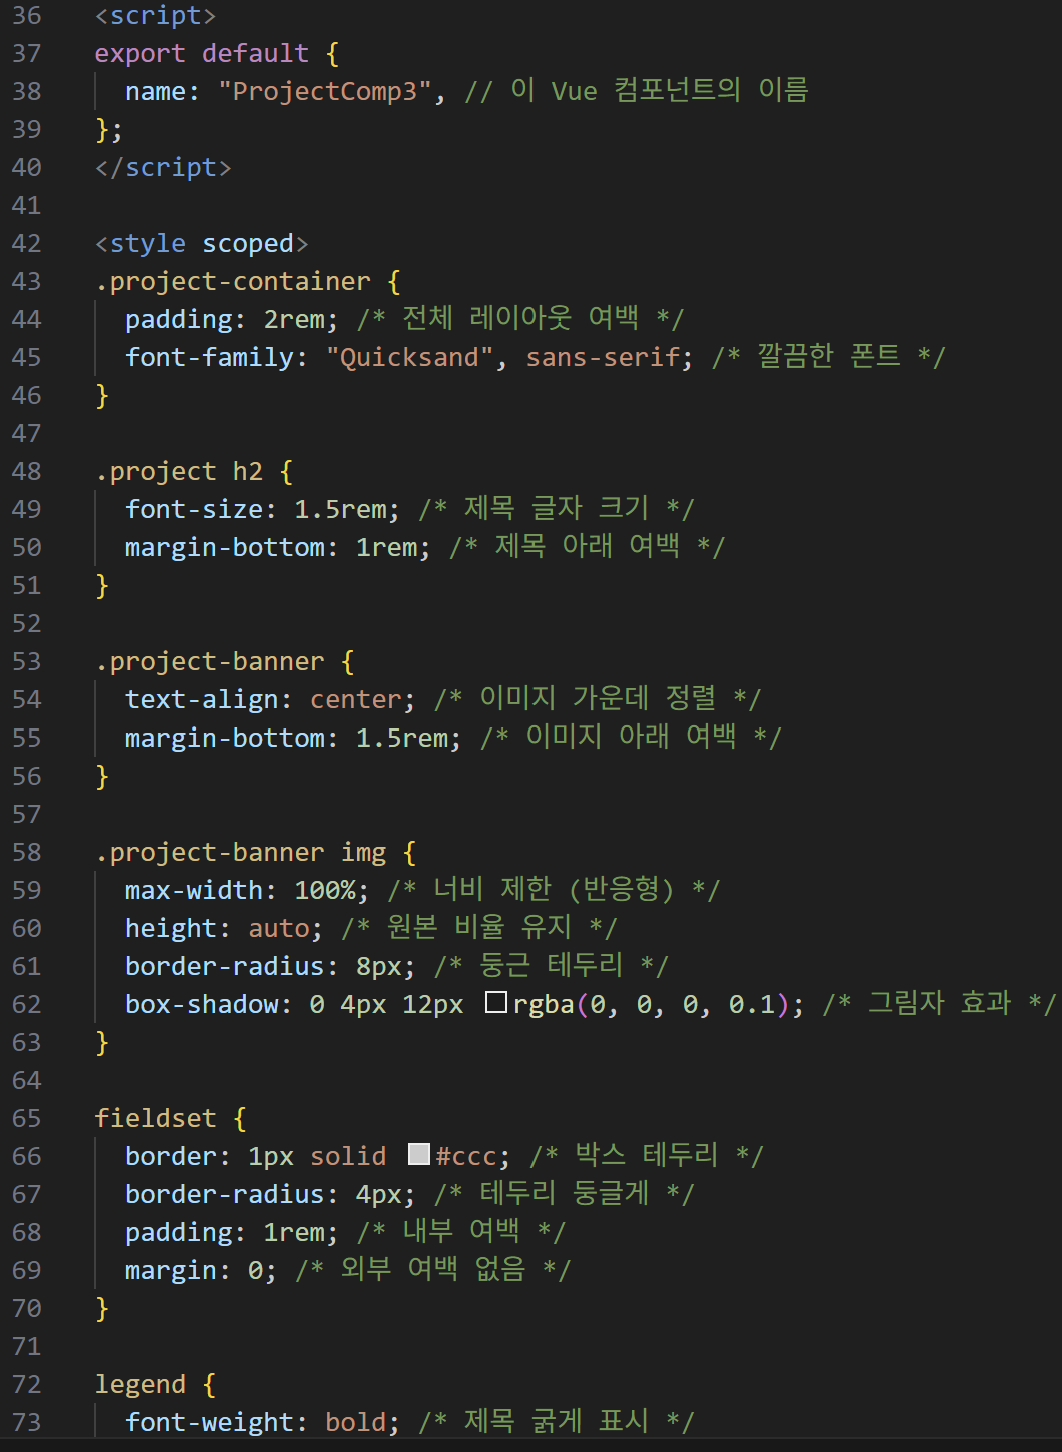 36 <script>
37 export default {
38   name: "ProjectComp3", // 이 Vue 컴포넌트의 이름
39 };
40 </script>
41
42 <style scoped>
43 .project-container {
44   padding: 2rem; /* 전체 레이아웃 여백 */
45   font-family: "Quicksand", sans-serif; /* 깔끔한 폰트 */
46 }
47
48 .project h2 {
49   font-size: 1.5rem; /* 제목 글자 크기 */
50   margin-bottom: 1rem; /* 제목 아래 여백 */
51 }
52
53 .project-banner {
54   text-align: center; /* 이미지 가운데 정렬 */
55   margin-bottom: 1.5rem; /* 이미지 아래 여백 */
56 }
57
58 .project-banner img {
59   max-width: 100%; /* 너비 제한 (반응형) */
60   height: auto; /* 원본 비율 유지 */
61   border-radius: 8px; /* 둥근 테두리 */
62   box-shadow: 0 4px 12px rgba(0, 0, 0, 0.1); /* 그림자 효과 */
63 }
64
65 fieldset {
66   border: 1px solid #ccc; /* 박스 테두리 */
67   border-radius: 4px; /* 테두리 둥글게 */
68   padding: 1rem; /* 내부 여백 */
69   margin: 0; /* 외부 여백 없음 */
70 }
71
72 legend {
73   font-weight: bold; /* 제목 굵게 표시 */